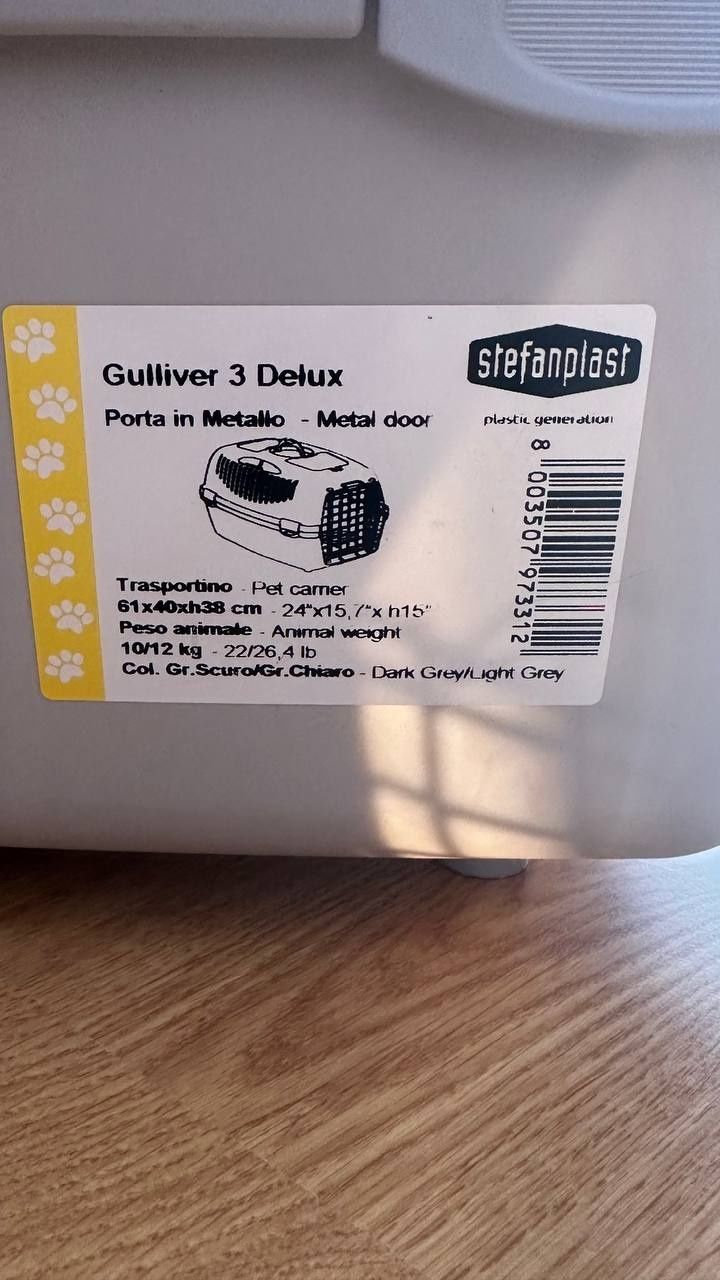 stefanplast
plastic generation
Gulliver 3 Delux
Porta in Metallo - Metal door
Trasportino - Pet carrier
61x40xh38 cm - 24"x15,7"x h15"
Peso animale - Animal weight
10/12 kg - 22/26,4 lb
Col. Gr.Scuro/Gr.Chiaro - Dark Grey/Light Grey
8 003507 973312